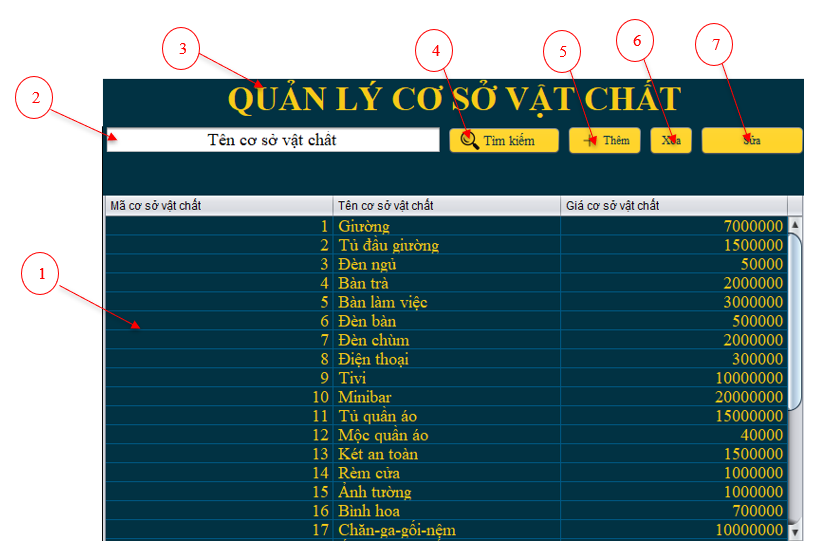 3 4 5 6 7
QUẢN LÝ CƠ SỞ VẬT CHẤT
2
Tên cơ sở vật chất Tìm kiếm Thêm Xóa Sửa
Mã cơ sở vật chất Tên cơ sở vật chất Giá cơ sở vật chất
1 Giường 7000000
2 Tủ đầu giường 1500000
1
3 Đèn ngủ 50000
4 Bàn trà 2000000
5 Bàn làm việc 3000000
6 Đèn bàn 500000
7 Đèn chùm 2000000
8 Điện thoại 300000
9 Tivi 10000000
10 Minibar 20000000
11 Tủ quần áo 15000000
12 Mộc quần áo 40000
13 Két an toàn 1500000
14 Rèm cửa 1000000
15 Ảnh tường 1000000
16 Bình hoa 700000
17 Chăn-ga-gối-nệm 10000000